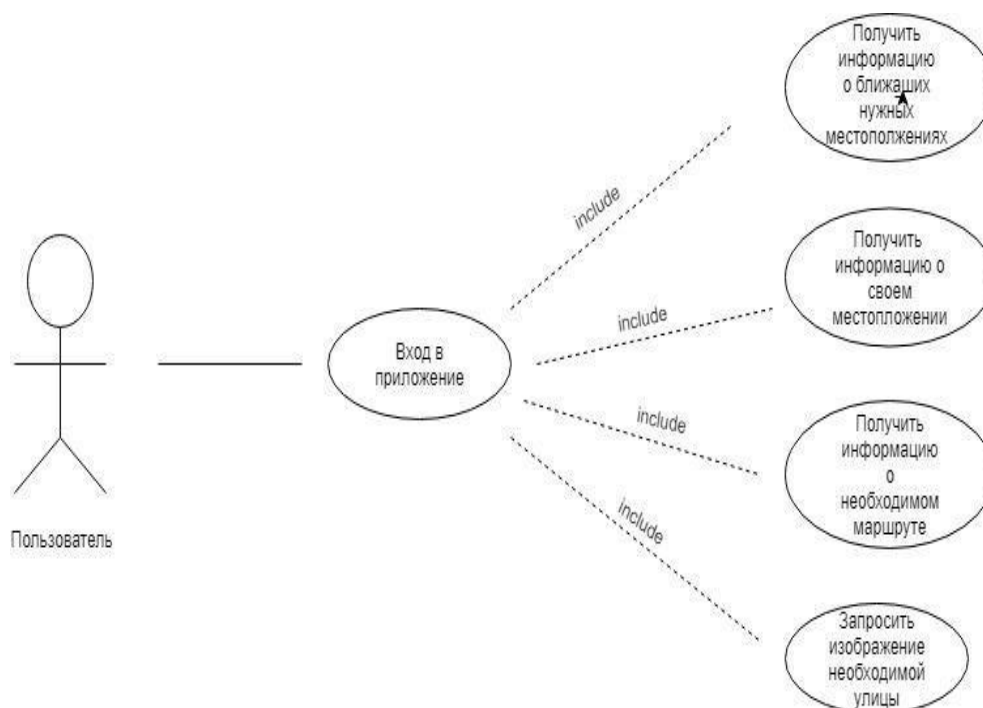 Получить
информацию
о ближаших
нужных
местополжениях
include
Получить
информацию о
своем
местопложении
include
Вход в
приложение
include
Получить
информацию
о
необходимом
маршруте
include
Пользователь
Запросить
изображение
необходимой
улицы